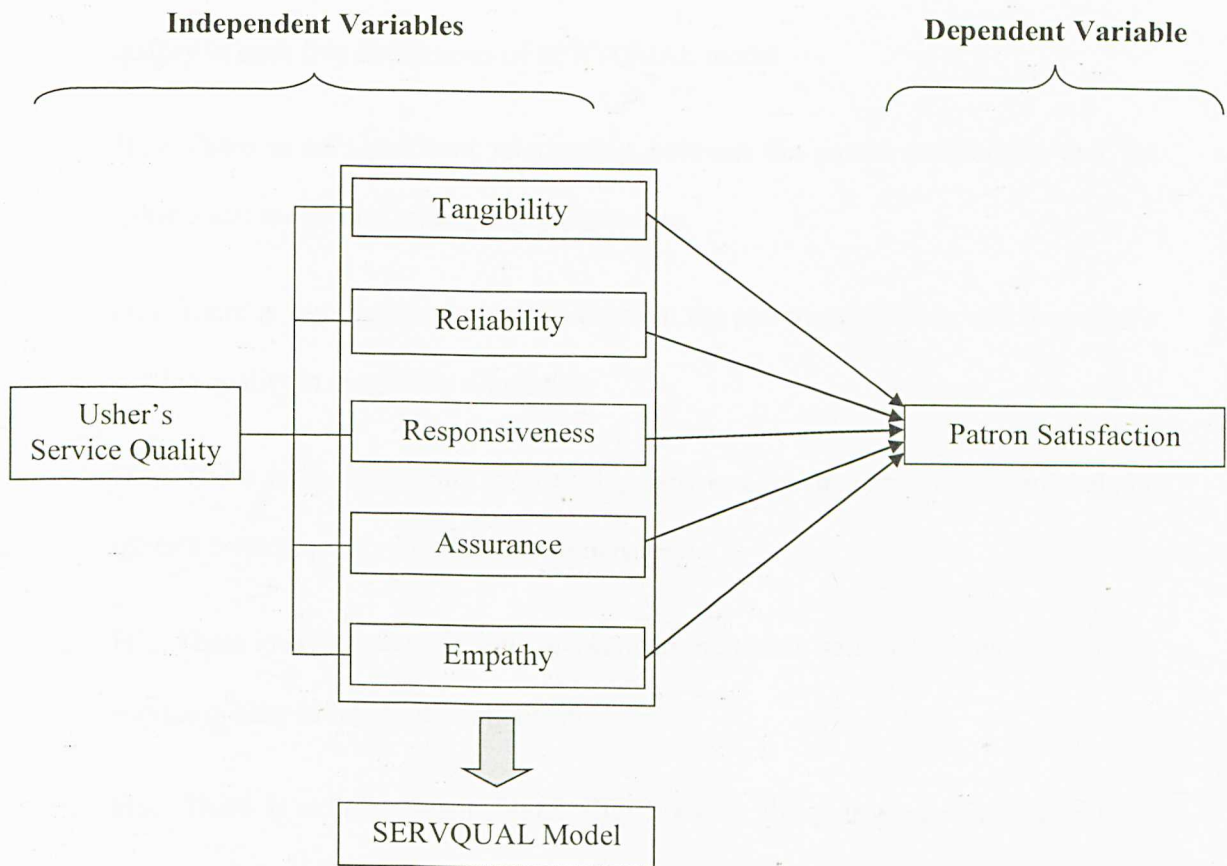 Independent Variables
Dependent Variable
Tangibility
Reliability
Usher's
Service Quality
Responsiveness
Patron Satisfaction
Assurance
Empathy
SERVQUAL Model